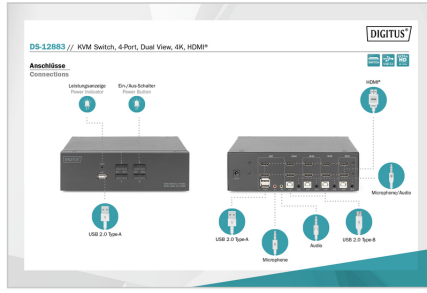 DIGITUS®
DS-12883 // KVM Switch, 4-Port, Dual View, 4K, HDMI®
Anschlüsse
Connections
Leistungsanzeige
Power Indicator
Ein-/Aus-Schalter
Power Button
HDMI®
DIGITUS
USB 2.0 Type-A
USB 2.0 Type-A
Microphone
Audio
USB 2.0 Type-B
Microphone/Audio